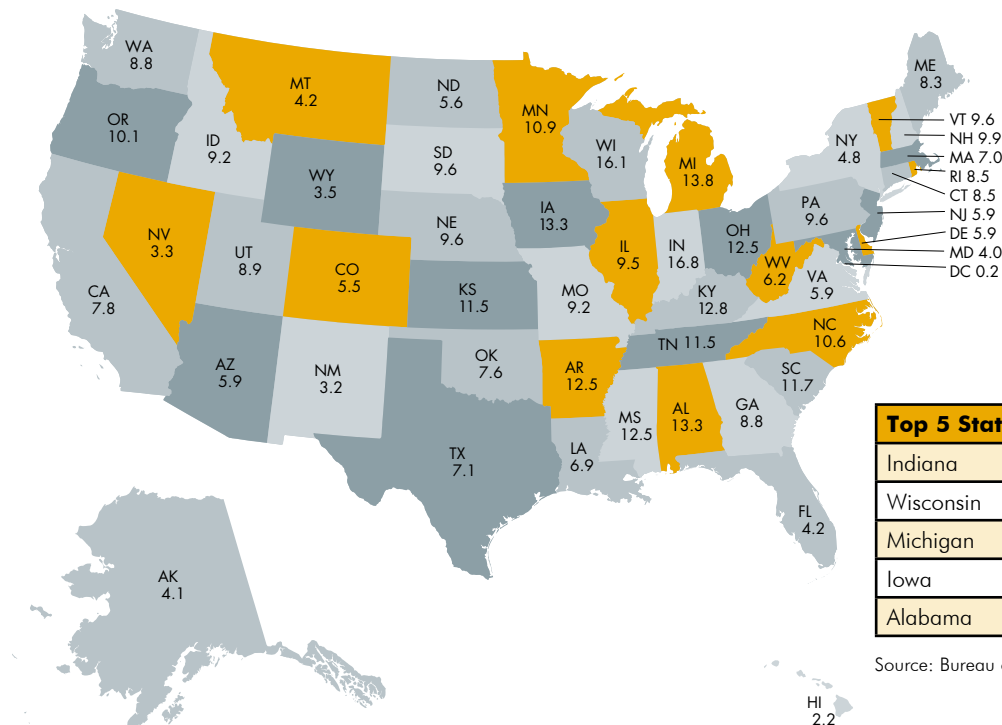 WA
8.8
MT
4.2
ND
5.6
MN
10.9
ME
8.3
OR
10.1
ID
9.2
WY
3.5
SD
9.6
WI
16.1
MI
13.8
NY
4.8
VT 9.6
NH 9.9
MA 7.0
RI 8.5
CT 8.5
NJ 5.9
DE 5.9
MD 4.0
DC 0.2
NV
3.3
UT
8.9
CO
5.5
NE
9.6
IA
13.3
IL
9.5
IN
16.8
OH
12.5
PA
9.6
WV
6.2
VA
5.9
CA
7.8
KS
11.5
MO
9.2
KY
12.8
NC
10.6
TN 11.5
AZ
5.9
NM
3.2
OK
7.6
AR
12.5
SC
11.7
MS
12.5
AL
13.3
GA
8.8
TX
7.1
LA
6.9
FL
4.2
AK
4.1
HI
2.2
Top 5 Stat
Indiana
Wisconsin
Michigan
Iowa
Alabama
Source: Bureau